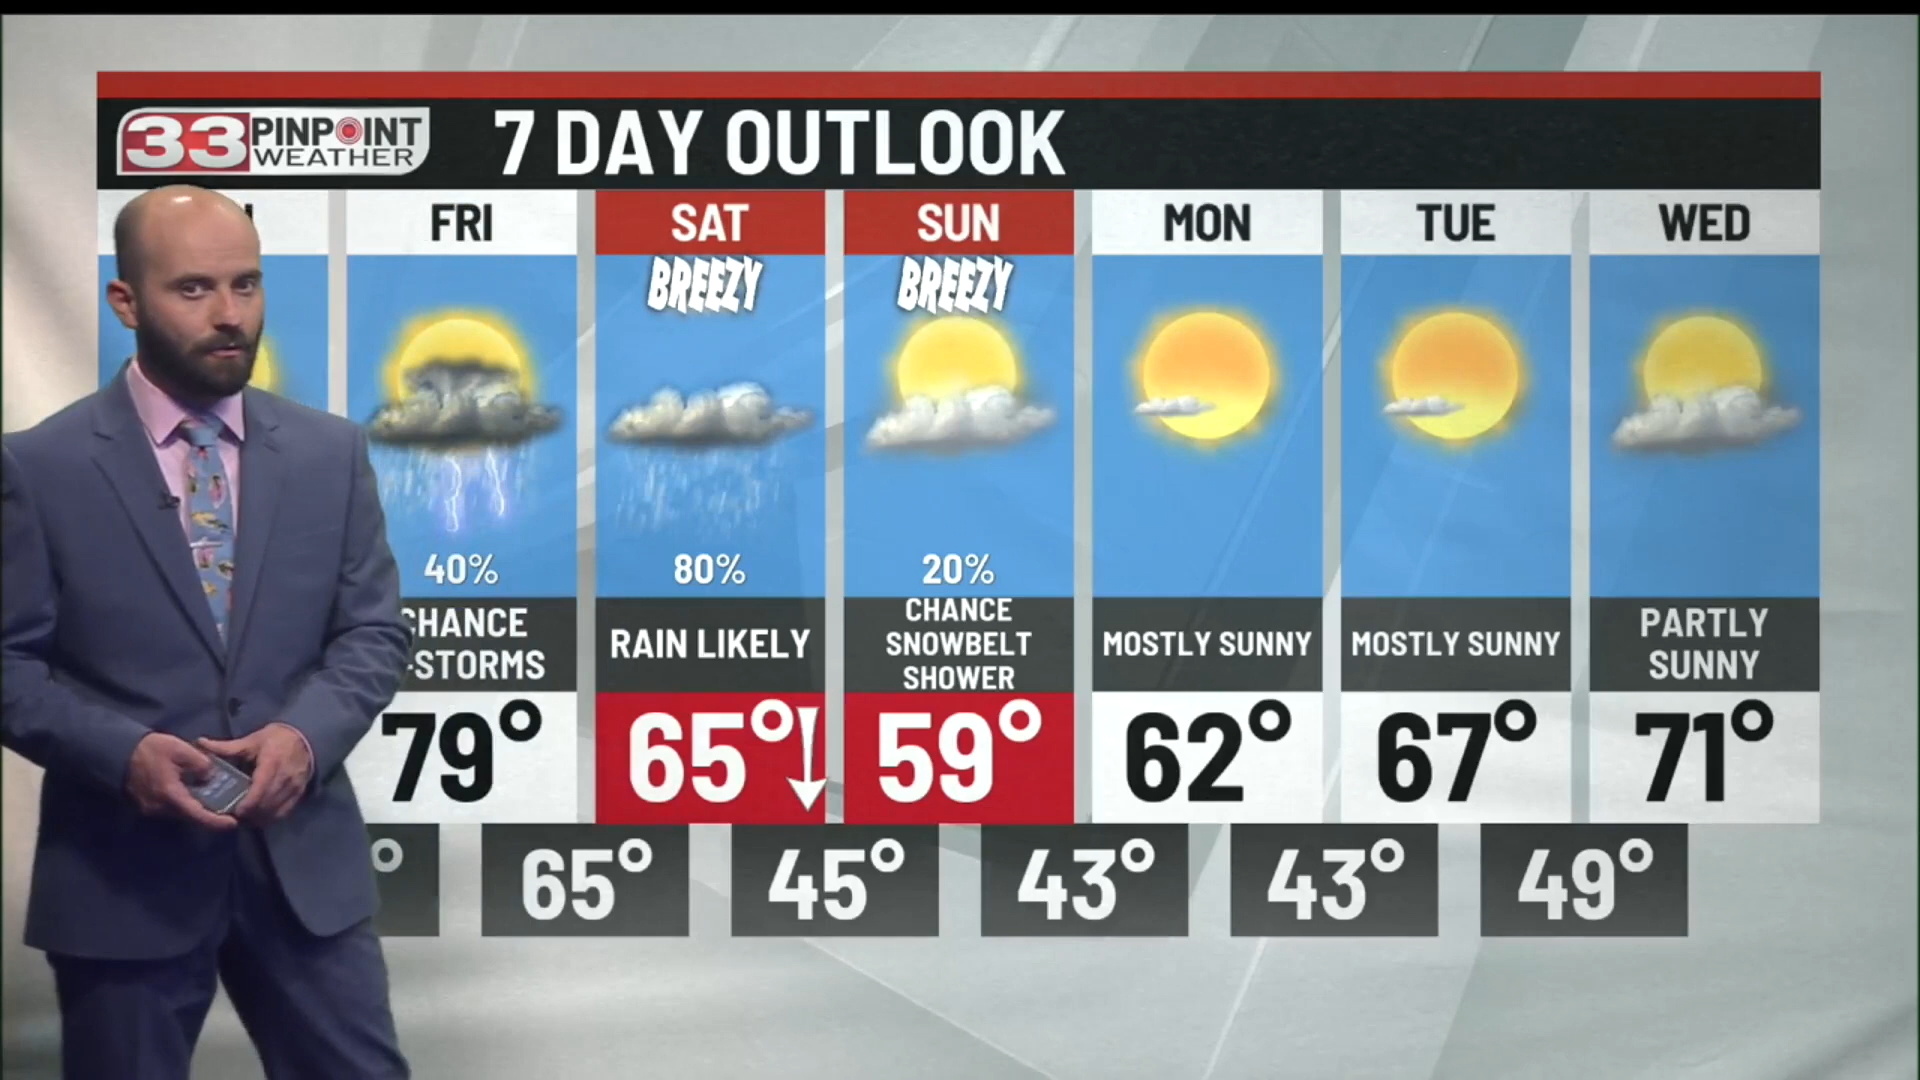 33 PINPOINT
WEATHER
7 DAY OUTLOOK
FRI
SAT
SUN
MON
TUE
WED
BREEZY
BREEZY
40%
80%
20%
CHANCE
-STORMS
RAIN LIKELY
CHANCE
SNOWBELT
SHOWER
MOSTLY SUNNY
MOSTLY SUNNY
PARTLY
SUNNY
79°
65°
59°
62°
67°
71°
°
65°
45°
43°
43°
49°